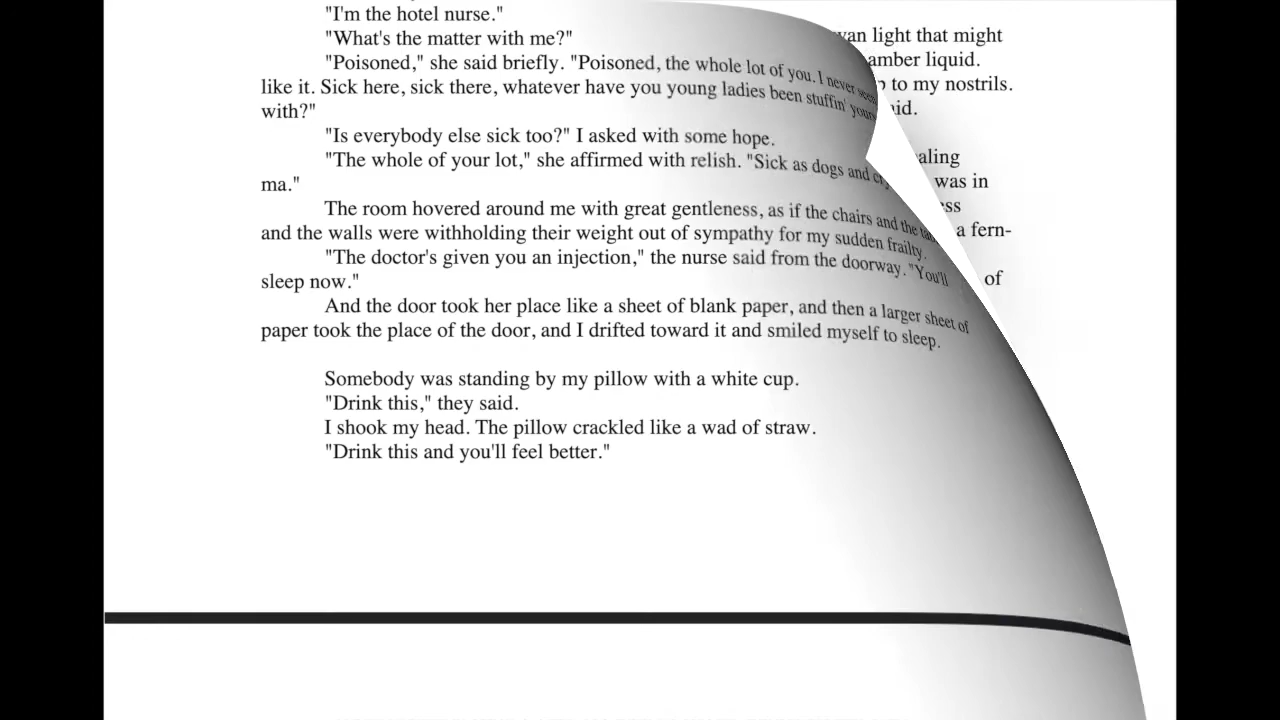 "I'm the hotel nurse."
"What's the matter with me?"
"Poisoned," she said briefly. "Poisoned, the whole lot of you. I never seen
like it. Sick here, sick there, whatever have you young ladies been stuffin'
with?"
"Is everybody else sick too?" I asked with some hope.
"The whole of your lot," she affirmed with relish. "Sick as dogs and
ma."
The room hovered around me with great gentleness, as if the chairs and the
and the walls were withholding their weight out of sympathy for my sudden frailty.
"The doctor's given you an injection," the nurse said from the doorway. "You'll
sleep now."
And the door took her place like a sheet of blank paper, and then a larger sheet of
paper took the place of the door, and I drifted toward it and smiled myself to sleep.
Somebody was standing by my pillow with a white cup.
"Drink this," they said.
I shook my head. The pillow crackled like a wad of straw.
"Drink this and you'll feel better."
light that might
amber liquid.
to my nostrils.
was in
a fern-
of